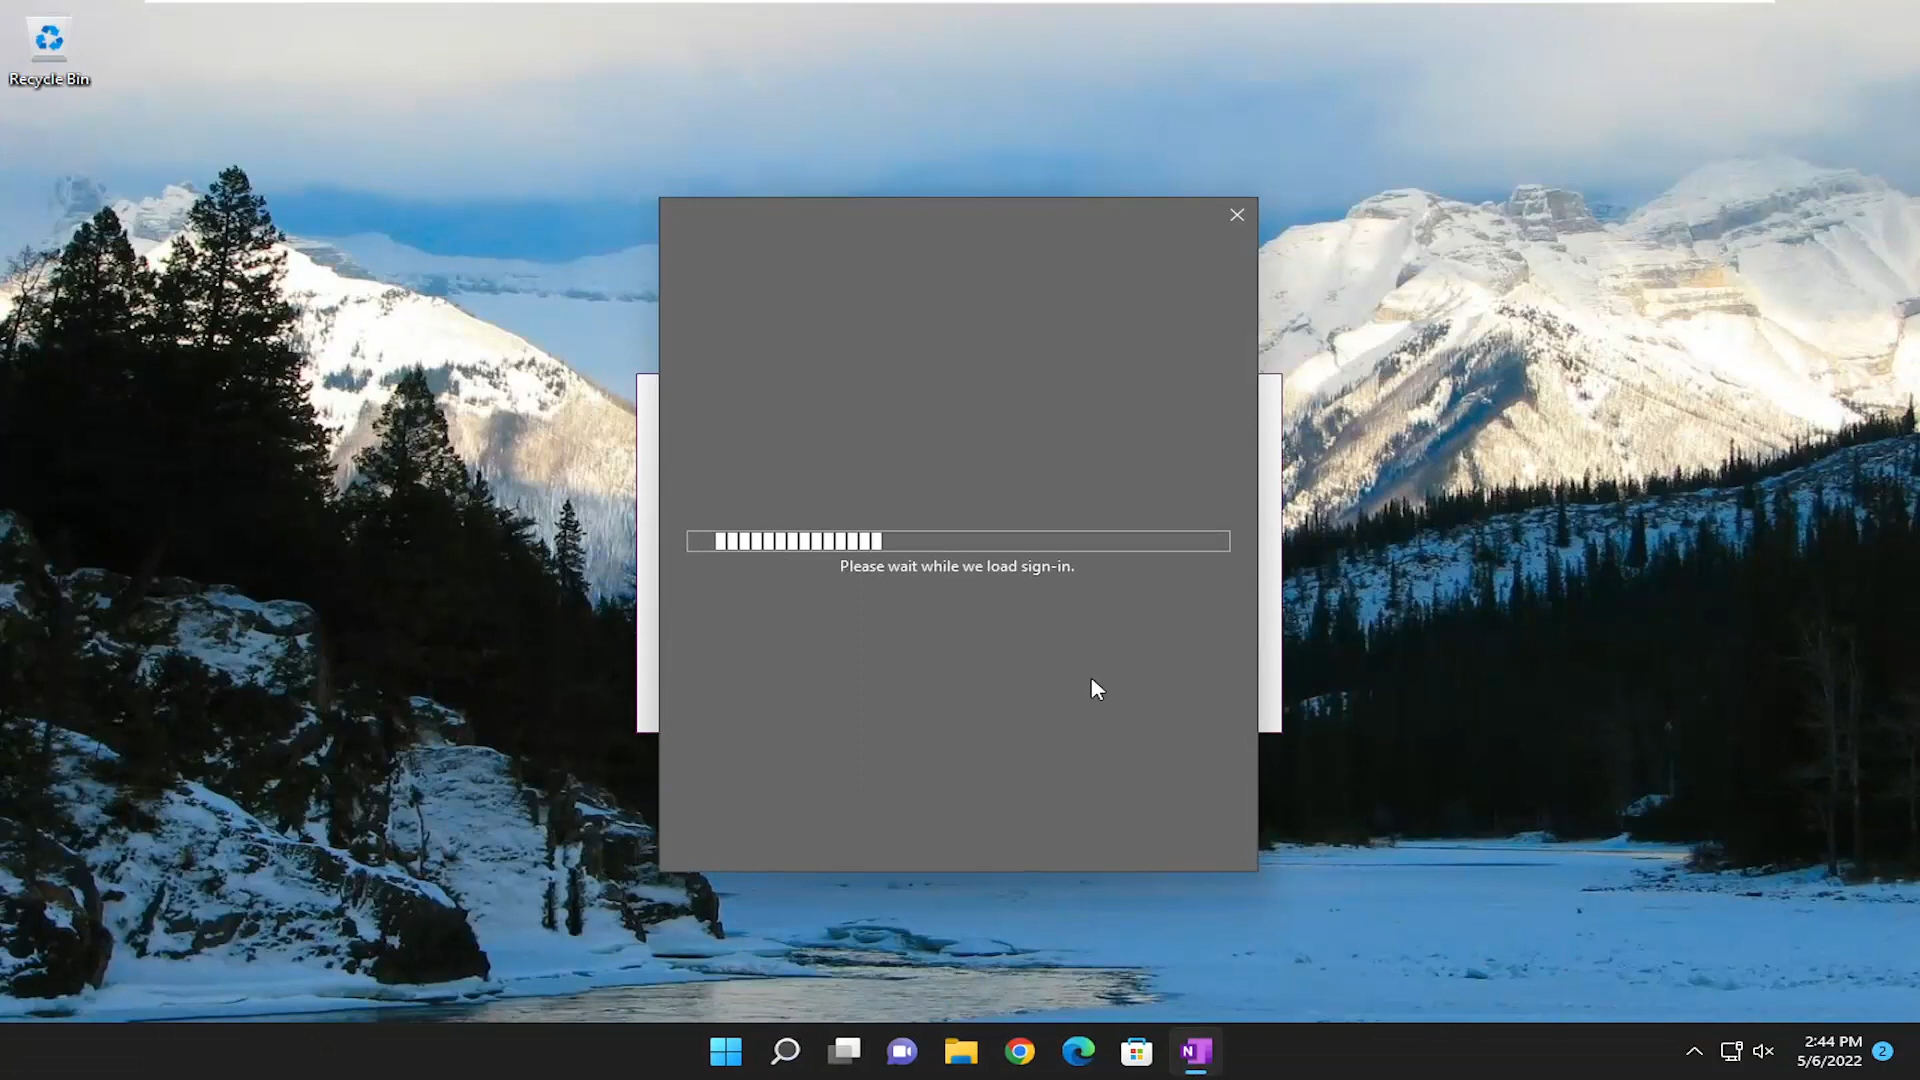 Recycle Bin
Please wait while we load sign-in.
N
2:44 PM
5/6/2022
2